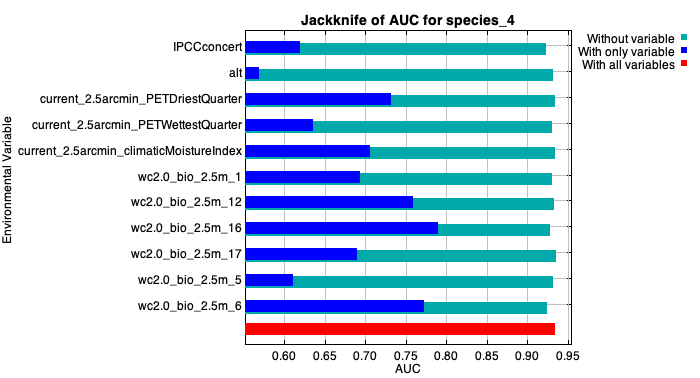 Jackknife of AUC for species_4
Without variable
With only variable
With all variables
Environmental Variable
IPCCconcert
alt
current_2.5arcmin_PETDriestQuarter
current_2.5arcmin_PETWettestQuarter
current_2.5arcmin_climaticMoistureIndex
wc2.0_bio_2.5m_1
wc2.0_bio_2.5m_12
wc2.0_bio_2.5m_16
wc2.0_bio_2.5m_17
wc2.0_bio_2.5m_5
wc2.0_bio_2.5m_6
0.60 0.65 0.70 0.75 0.80 0.85 0.90 0.95
AUC